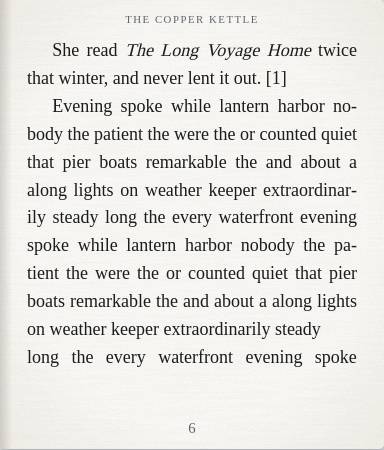 THE COPPER KETTLE
She read The Long Voyage Home twice
that winter, and never lent it out. [1]
Evening spoke while lantern harbor no-
body the patient the were the or counted quiet
that pier boats remarkable the and about a
along lights on weather keeper extraordinar-
ily steady long the every waterfront evening
spoke while lantern harbor nobody the pa-
tient the were the or counted quiet that pier
boats remarkable the and about a along lights
on weather keeper extraordinarily steady
long the every waterfront evening spoke
6